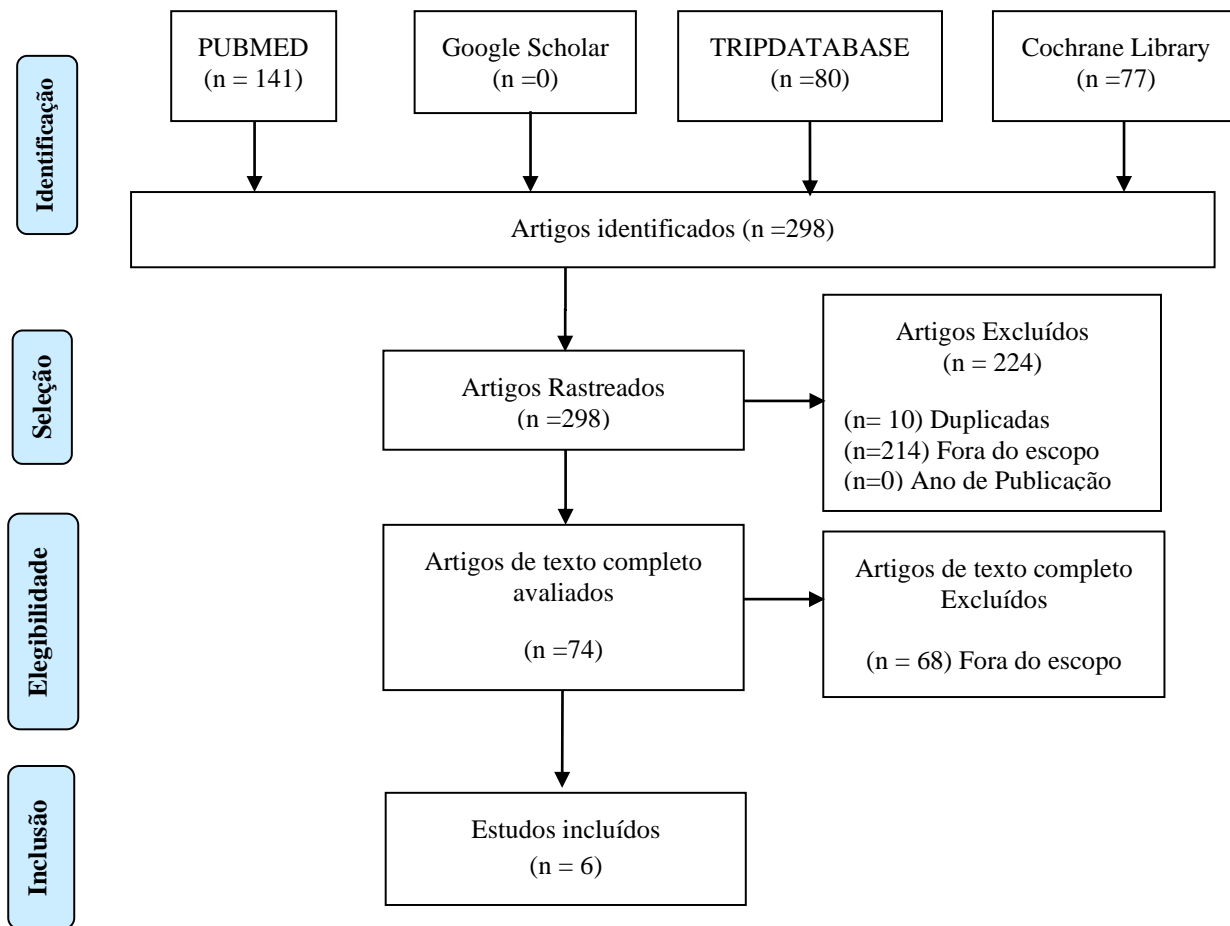 Identificação
PUBMED
(n = 141)
Google Scholar
(n =0)
TRIPDATABASE
(n =80)
Cochrane Library
(n =77)
Artigos identificados (n =298)
Seleção
Artigos Rastreados
(n =298)
Artigos Excluídos
(n = 224)
(n= 10) Duplicadas
(n=214) Fora do escopo
(n=0) Ano de Publicação
Elegibilidade
Artigos de texto completo
avaliados
(n =74)
Artigos de texto completo
Excluídos
(n = 68) Fora do escopo
Inclusão
Estudos incluídos
(n = 6)